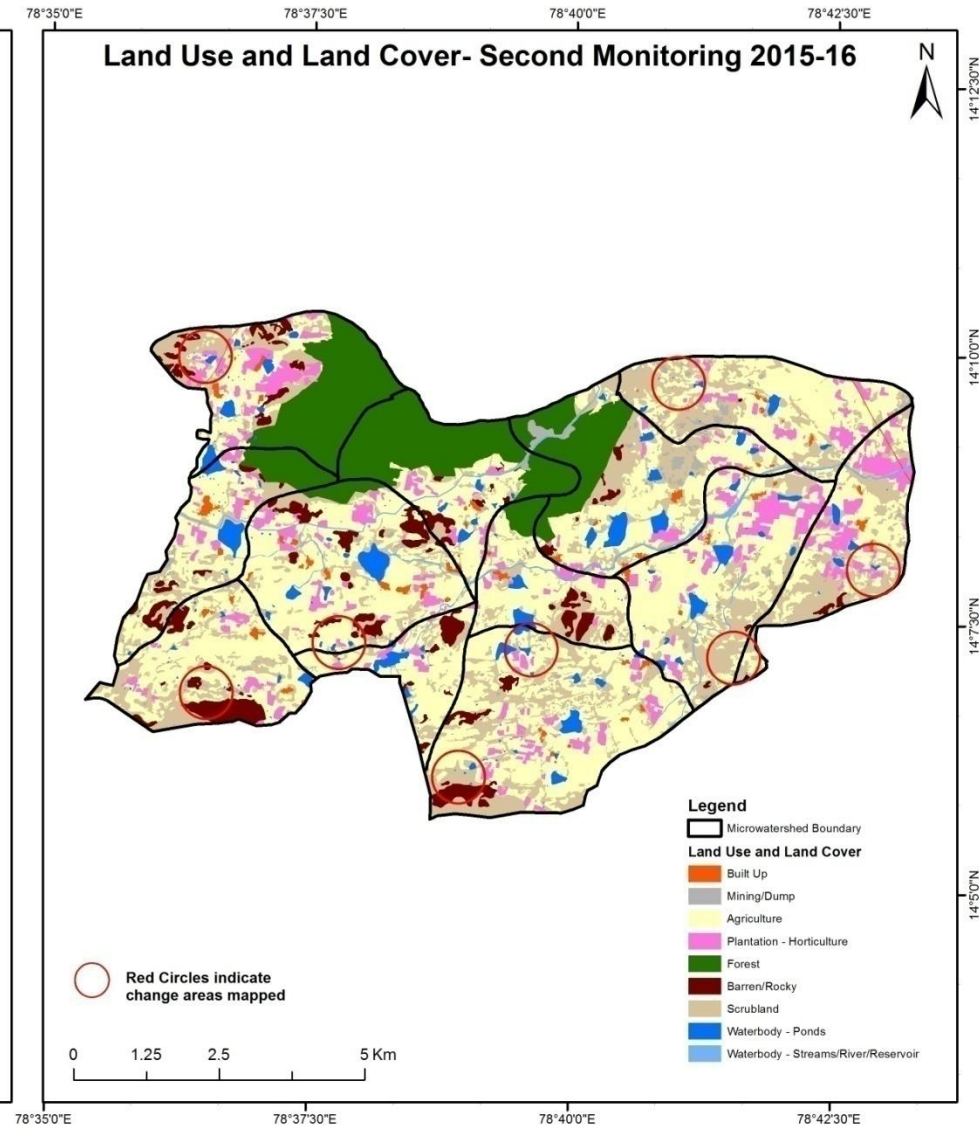 78°35'0"E 78°37'30"E 78°40'0"E 78°42'30"E
Land Use and Land Cover- Second Monitoring 2015-16
N
14°12'30"N
14°10'0"N
14°7'30"N
14°5'0"N
Legend
Microwatershed Boundary
Land Use and Land Cover
Built Up
Mining/Dump
Agriculture
Plantation - Horticulture
Forest
Barren/Rocky
Scrubland
Waterbody - Ponds
Waterbody - Streams/River/Reservoir
Red Circles indicate
change areas mapped
0 1.25 2.5 5 Km
78°35'0"E 78°37'30"E 78°40'0"E 78°42'30"E